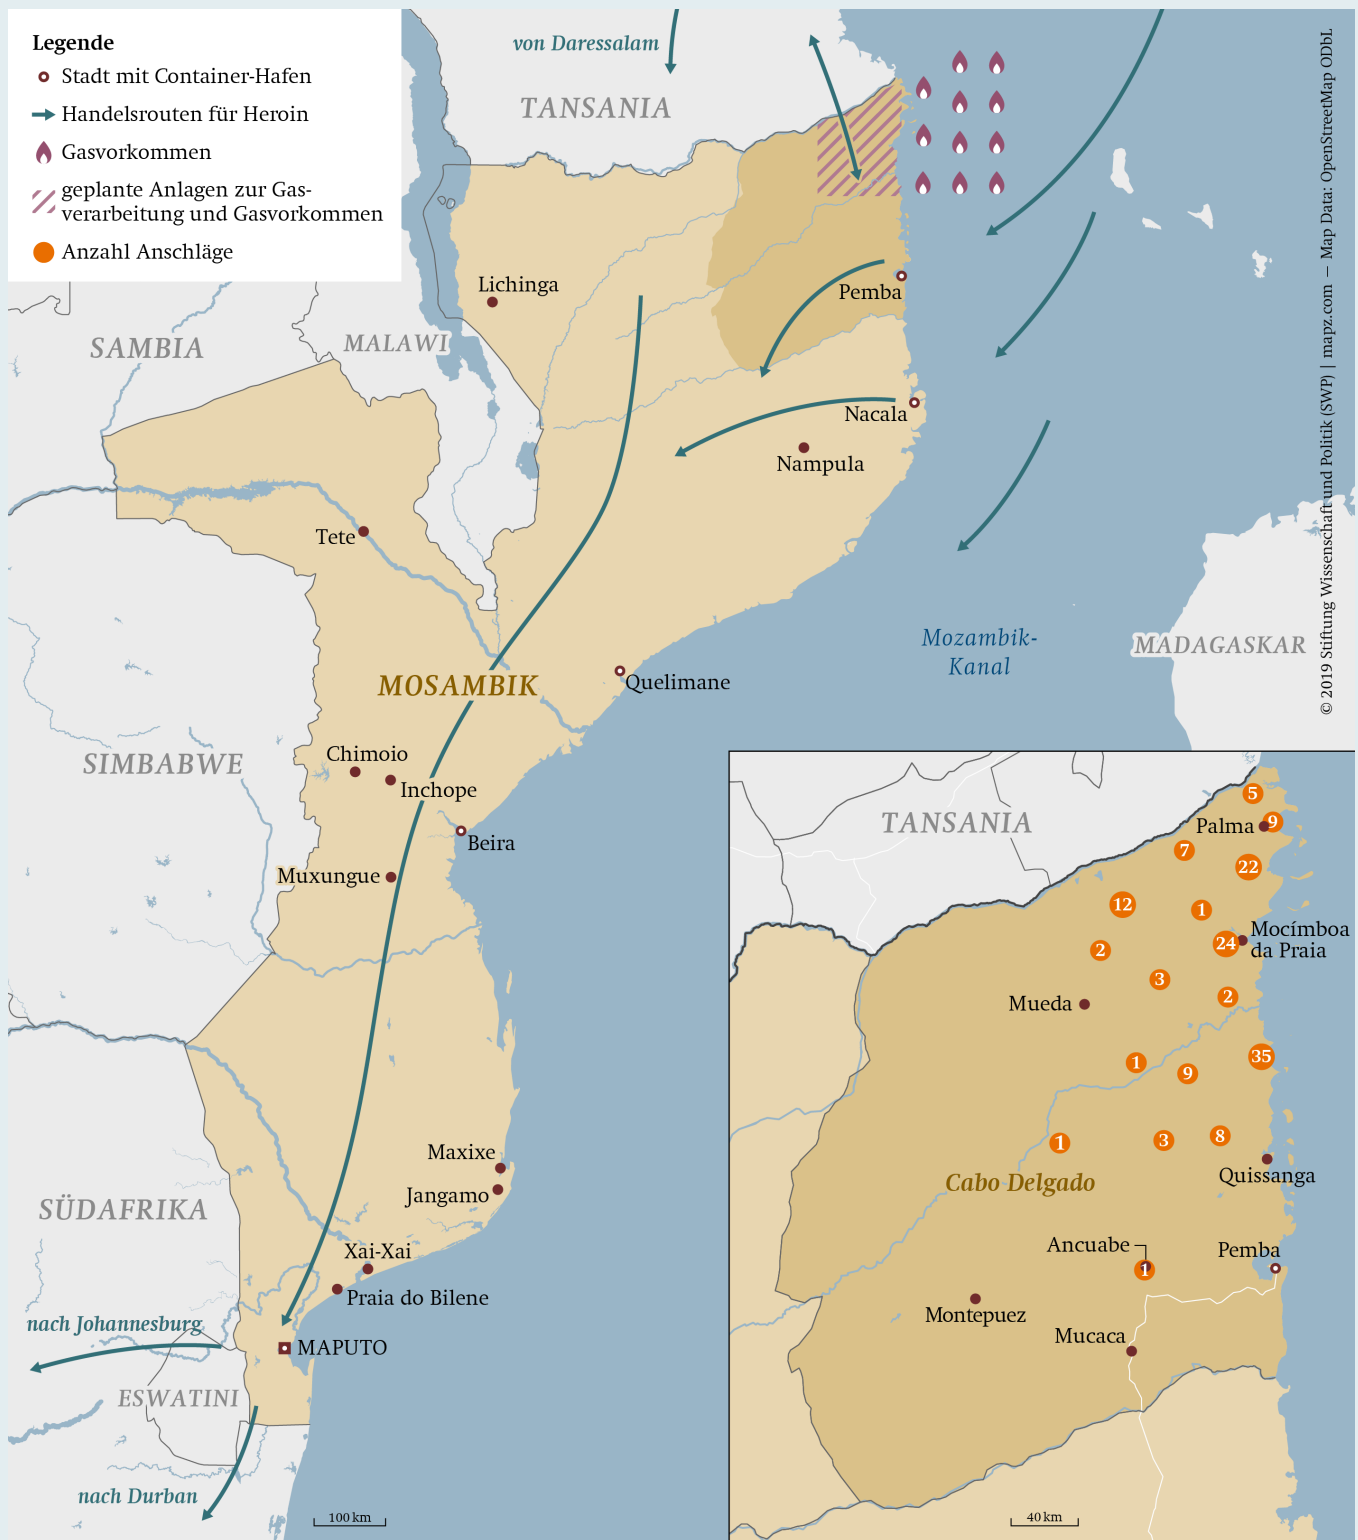 Legende
Stadt mit Container-Hafen
Handelsrouten für Heroin
Gasvorkommen
geplante Anlagen zur Gas-
verarbeitung und Gasvorkommen
Anzahl Anschläge
von Daressalam
TANSANIA
Lichinga
Pemba
SAMBIA
MALAWI
Nacala
Nampula
Tete
Mozambik-
Kanal
MADAGASKAR
MOSAMBIK
Quelimane
Chimoio
SIMBABWE
Inchope
Beira
Muxungue
Maxixe
Jangamo
SÜDAFRIKA
Xai-Xai
Praia do Bilene
nach Johannesburg
MAPUTO
ESWATINI
nach Durban
100 km
© 2019 Stiftung Wissenschaft und Politik (SWP) | mapz.com – Map Data: OpenStreetMap ODbL
TANSANIA
5
Palma
9
7
22
12
1
Mocímboa
da Praia
24
2
3
2
Mueda
35
1
9
1
3
8
Quissanga
Cabo Delgado
Ancuabe
Pemba
1
Montepuez
Mucaca
40 km